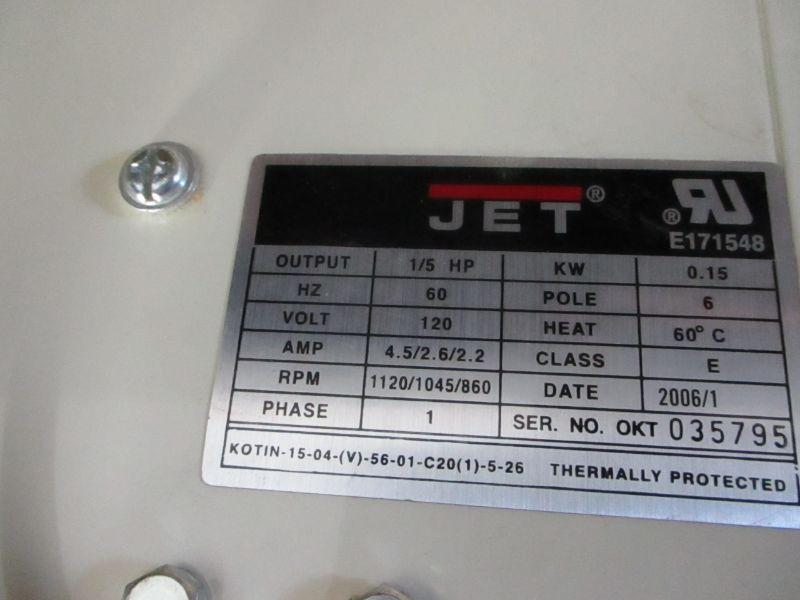 JET®
® RU
E171548
OUTPUT 1/5 HP KW 0.15
HZ 60 POLE 6
VOLT 120 HEAT 60° C
AMP 4.5/2.6/2.2 CLASS E
RPM 1120/1045/860 DATE 2006/1
PHASE 1 SER. NO. OKT 035795
KOTIN-15-04-(V)-56-01-C20(1)-5-26 THERMALLY PROTECTED